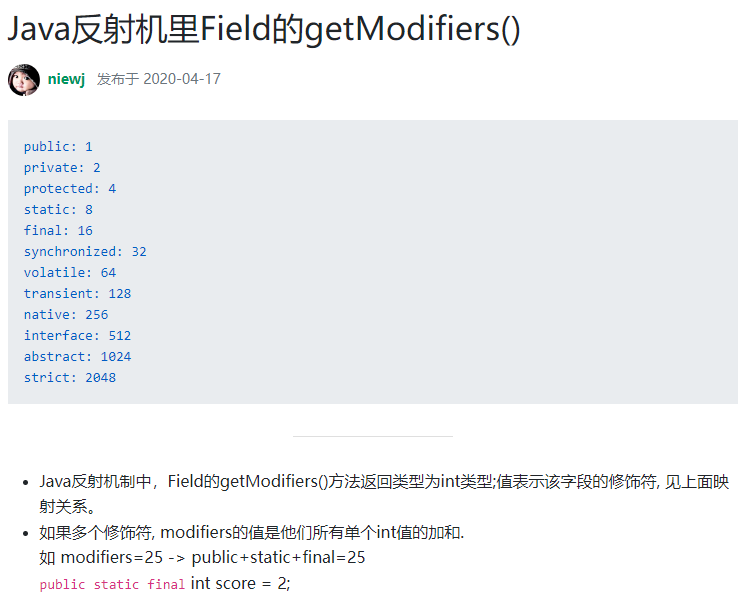 Java反射机里Field的getModifiers()
niewj 发布于 2020-04-17
public: 1
private: 2
protected: 4
static: 8
final: 16
synchronized: 32
volatile: 64
transient: 128
native: 256
interface: 512
abstract: 1024
strict: 2048
Java反射机制中，Field的getModifiers()方法返回类型为int类型;值表示该字段的修饰符, 见上面映
射关系。
如果多个修饰符, modifiers的值是他们所有单个int值的加和.
如 modifiers=25 -> public+static+final=25
public static final int score = 2;